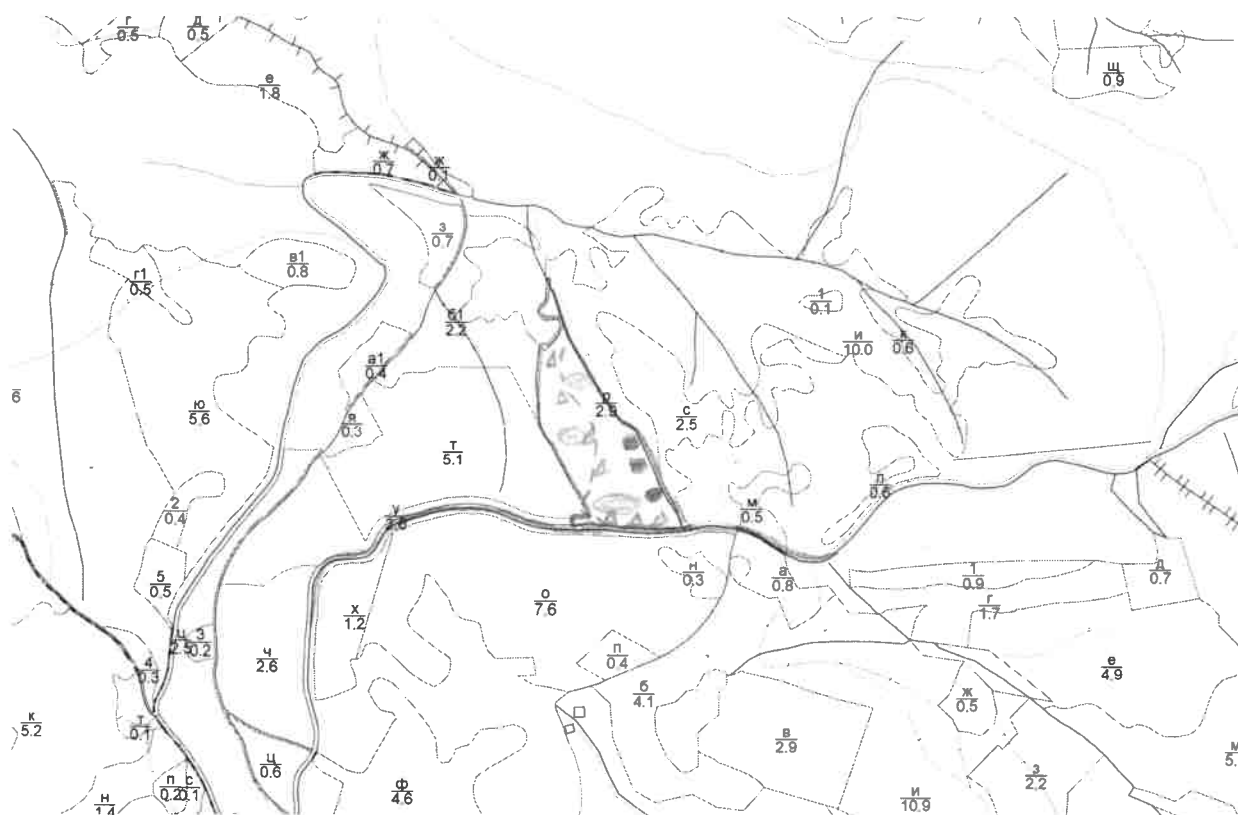 г
0.5
д
0.5
е
1.8
щ
0.9
ж
0.7
ж
0.1
з
0.7
в1
0.8
г1
0.5
б1
2.2
1
0.1
и
10.0
к
0.6
а1
0.4
6
ю
5.6
я
0.3
р
2.9
с
2.5
т
5.1
2
0.4
у
л
0.6
м
0.5
5
0.5
н
0.3
а
0.8
т
0.9
д
0.7
х
1.2
о
7.6
г
1.7
ц
2.5
3
0.2
ч
2.6
4
0.3
п
0.4
е
4.9
б
4.1
ж
0.5
к
5.2
т
0.1
в
2.9
м
5.
ц
0.6
з
2.2
п
0.2
с
0.1
ф
4.6
н
1.4
и
10.9